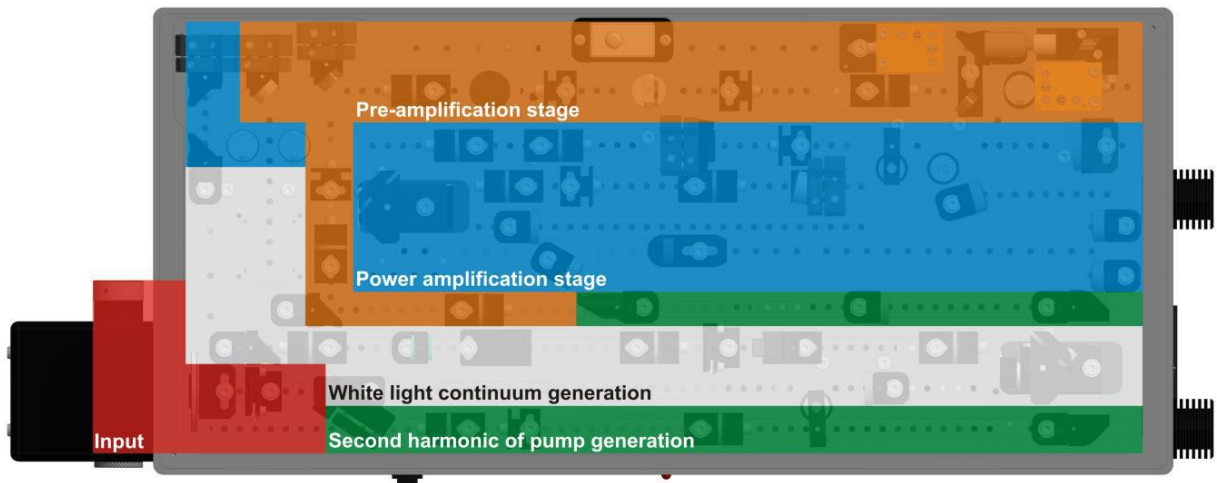 Pre-amplification stage
Power amplification stage
White light continuum generation
Input
Second harmonic of pump generation